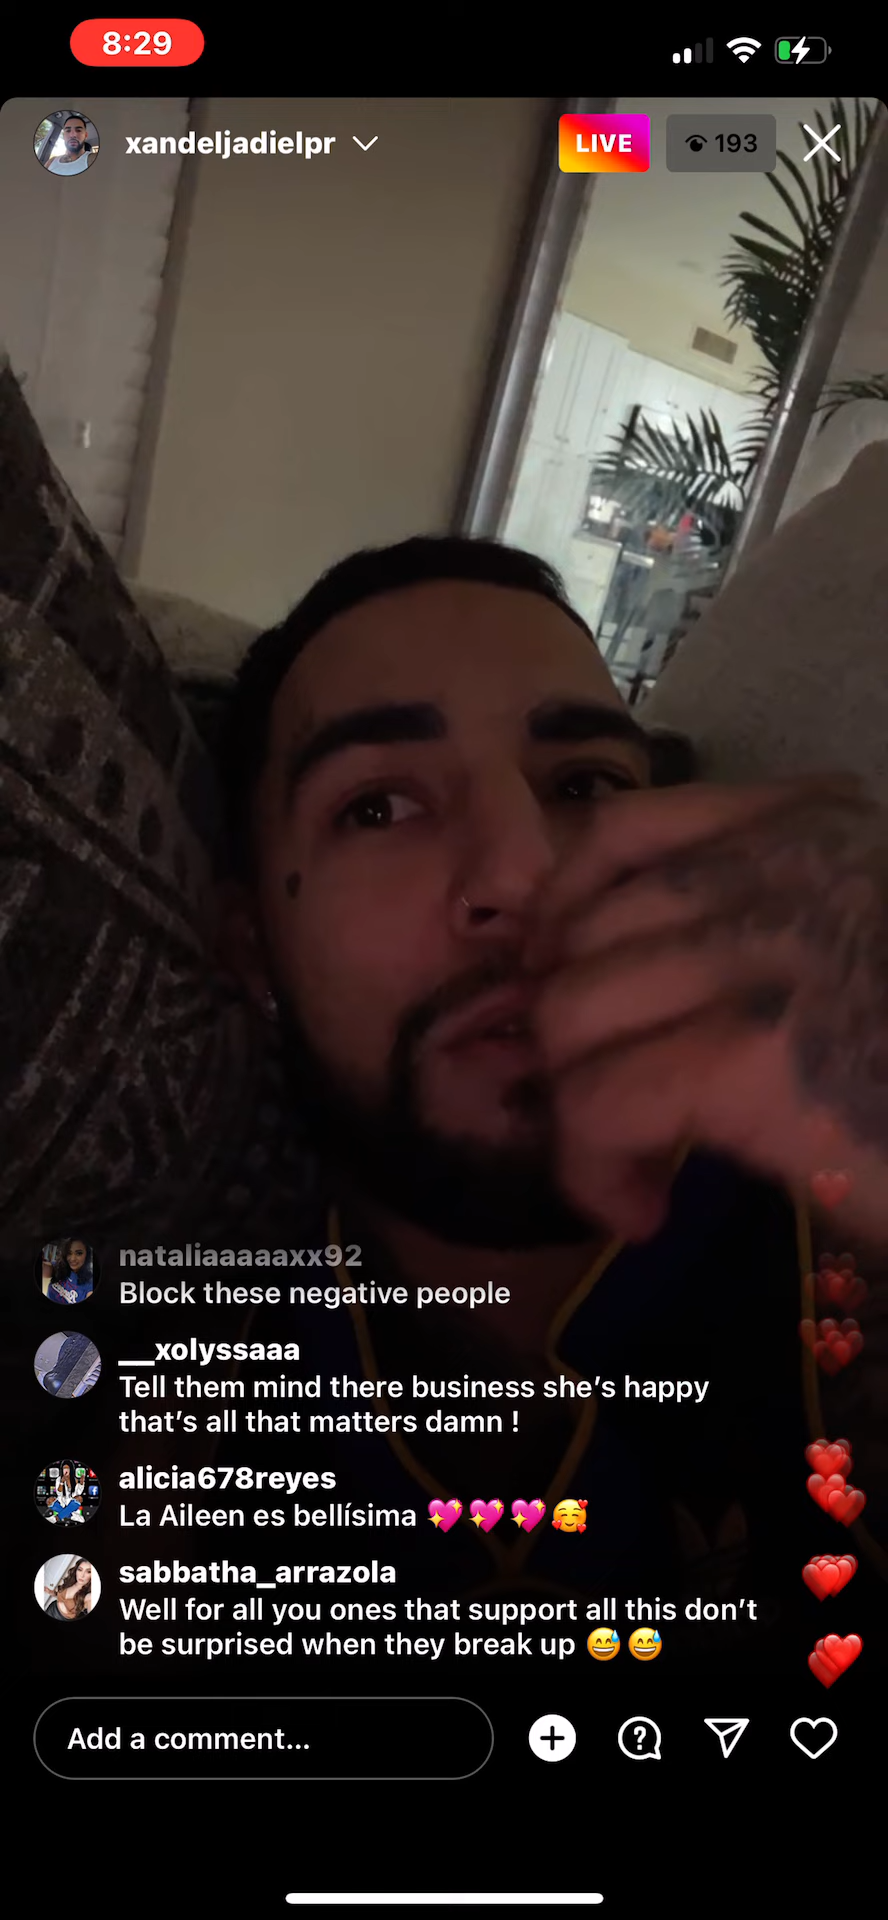 8:29
xandeljadielpr
LIVE
193
nataliaaaaaxx92
Block these negative people
__xolyssaaa
Tell them mind there business she's happy
that's all that matters damn !
alicia678reyes
La Aileen es bellísima 💖💖💖🥰
sabbatha_arrazola
Well for all you ones that support all this don't
be surprised when they break up 😅😅
Add a comment...